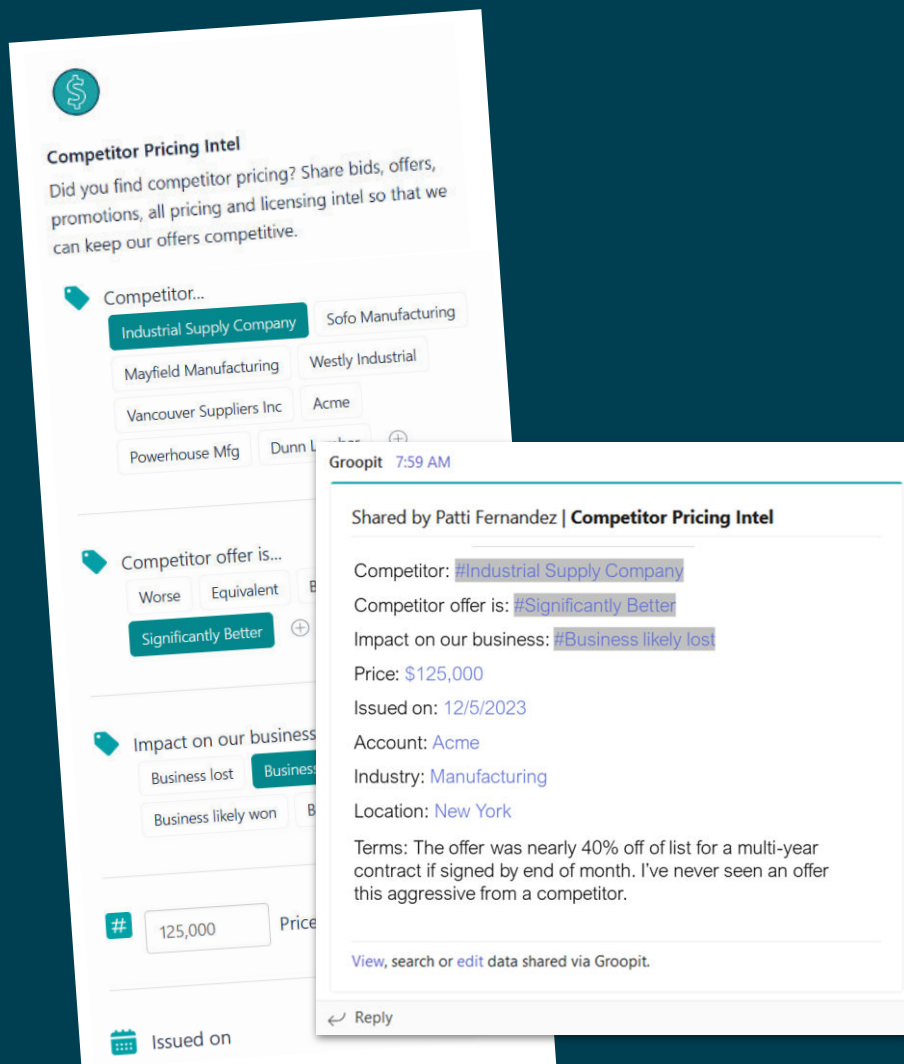 $
Competitor Pricing Intel
Did you find competitor pricing? Share bids, offers,
promotions, all pricing and licensing intel so that we
can keep our offers competitive.
Competitor...
Industrial Supply Company
Sofo Manufacturing
Mayfield Manufacturing
Westly Industrial
Vancouver Suppliers Inc
Acme
Powerhouse Mfg
Dunn
Competitor offer is...
Worse
Equivalent
Significantly Better
Impact on our business
Business lost
Business
Business likely won
#
125,000
Price
Issued on
Groopit 7:59 AM
Shared by Patti Fernandez | Competitor Pricing Intel
Competitor: #Industrial Supply Company
Competitor offer is: #Significantly Better
Impact on our business: #Business likely lost
Price: $125,000
Issued on: 12/5/2023
Account: Acme
Industry: Manufacturing
Location: New York
Terms: The offer was nearly 40% off of list for a multi-year
contract if signed by end of month. I've never seen an offer
this aggressive from a competitor.
View, search or edit data shared via Groopit.
Reply